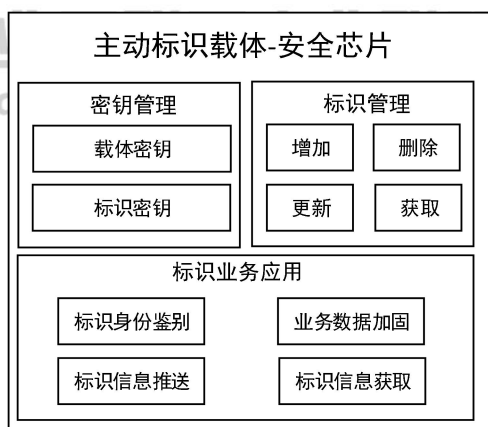 主动标识载体-安全芯片
密钥管理
载体密钥
标识密钥
标识管理
增加
删除
更新
获取
标识业务应用
标识身份鉴别
业务数据加固
标识信息推送
标识信息获取